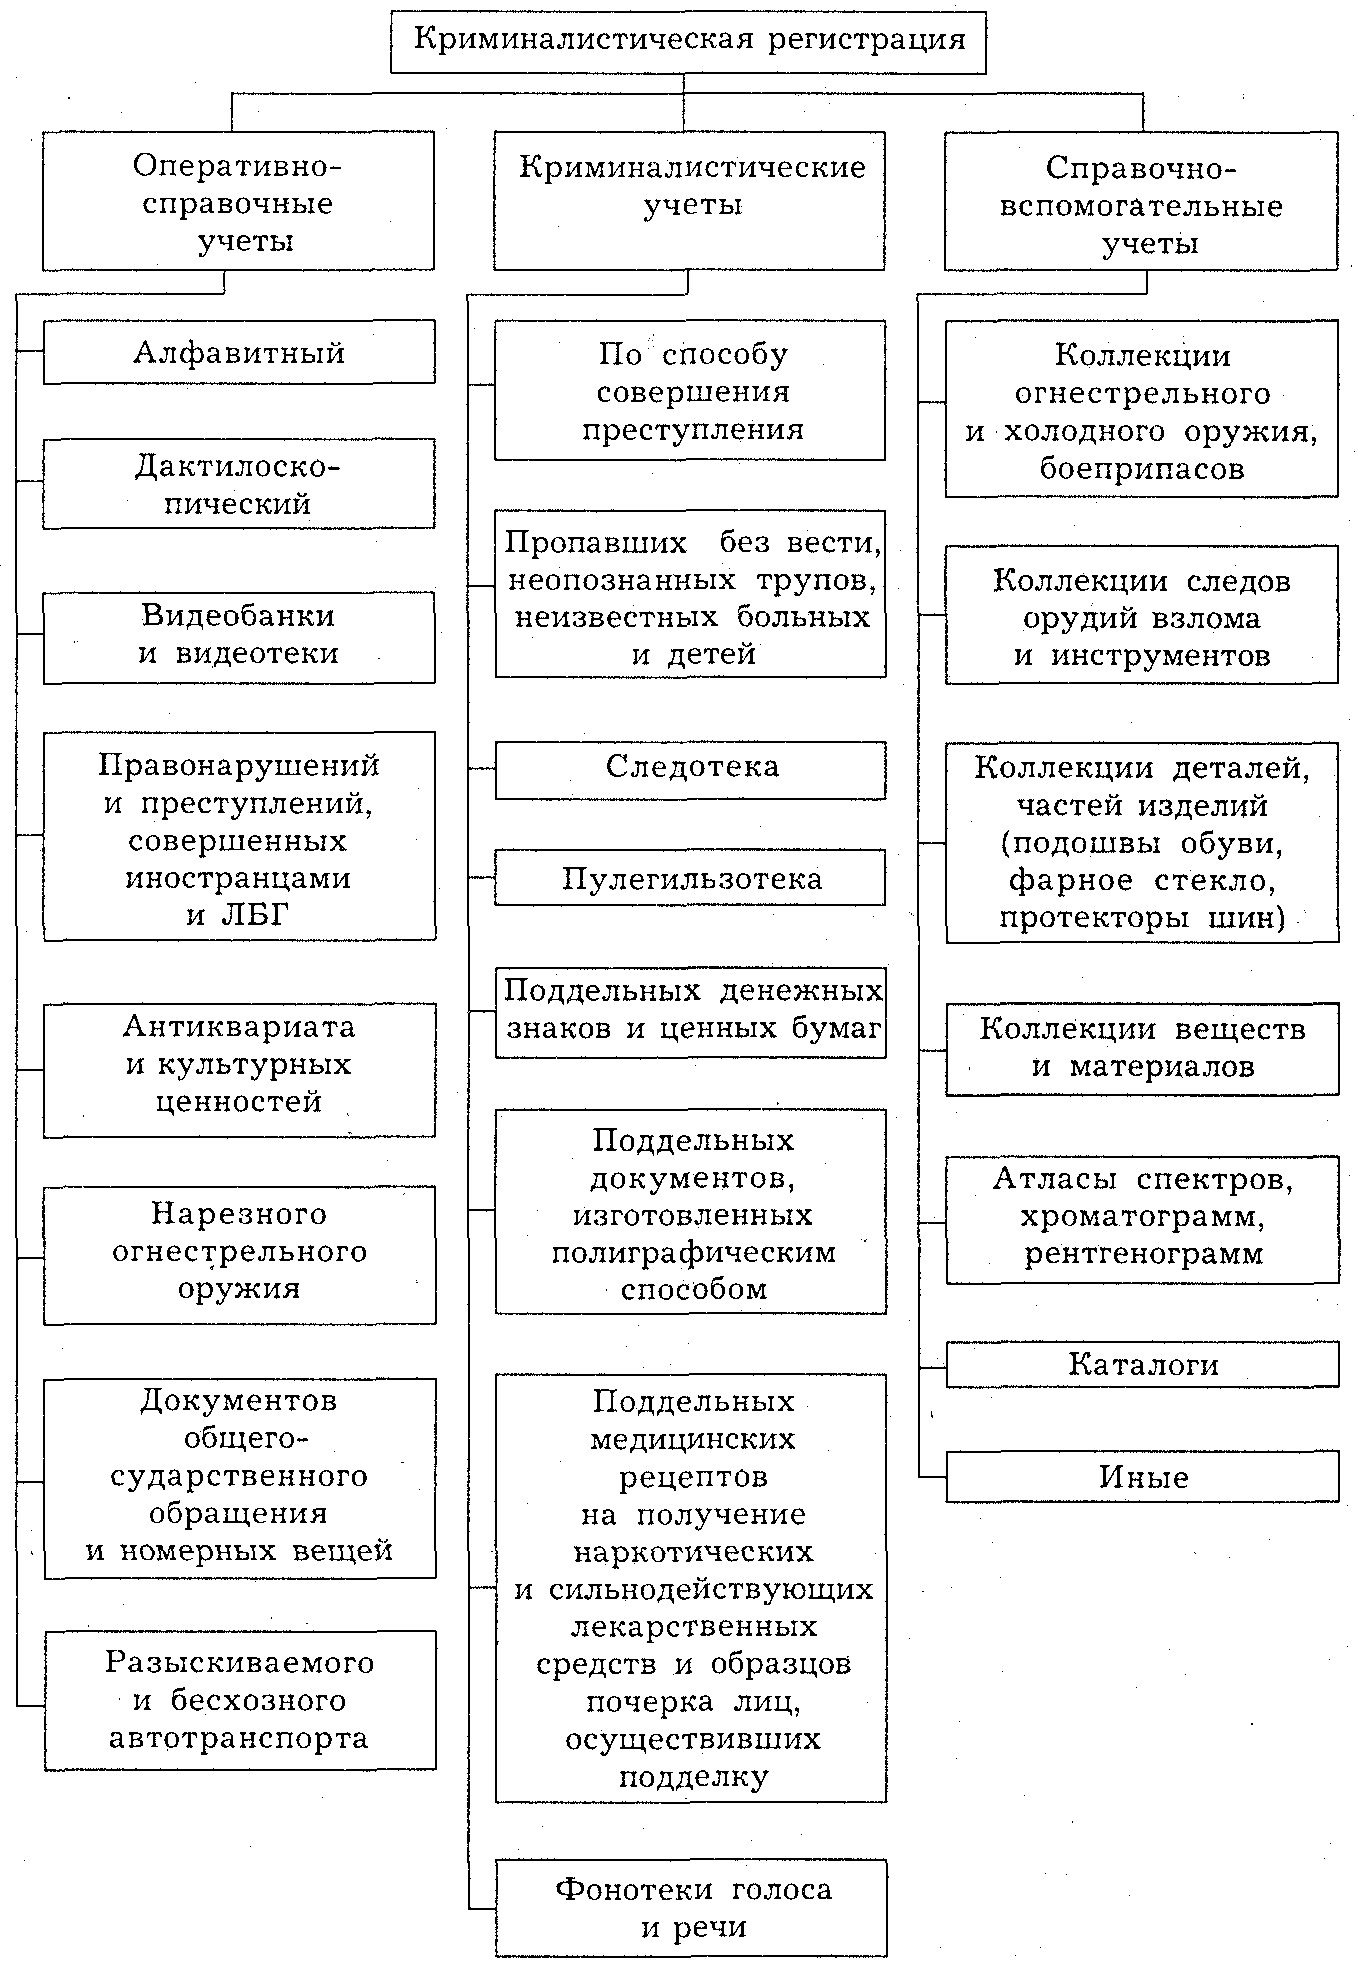 Криминалистическая регистрация
Оперативно-
справочные
учеты
Алфавитный
Дактилоско-
пический
Видеобанки
и видеотеки
Правонарушений
и преступлений,
совершенных
иностранцами
и ЛБГ
Антиквариата
и культурных
ценностей
Нарезного
огнестрельного
оружия
Документов
общего-
сударственного
обращения
и номерных вещей
Разыскиваемого
и бесхозного
автотранспорта
Криминалистические
учеты
По способу
совершения
преступления
Пропавших без вести,
неопознанных трупов,
неизвестных больных
и детей
Следотека
Пулегильзотека
Поддельных денежных
знаков и ценных бумаг
Поддельных
документов,
изготовленных
полиграфическим
способом
Поддельных
медицинских
рецептов
на получение
наркотических
и сильнодействующих
лекарственных
средств и образцов
почерка лиц,
осуществивших
подделку
Фонотеки голоса
и речи
Справочно-
вспомогательные
учеты
Коллекции
огнестрельного
и холодного оружия,
боеприпасов
Коллекции следов
орудий взлома
и инструментов
Коллекции деталей,
частей изделий
(подошвы обуви,
фарное стекло,
протекторы шин)
Коллекции веществ
и материалов
Атласы спектров,
хроматограмм,
рентгенограмм
Каталоги
Иные